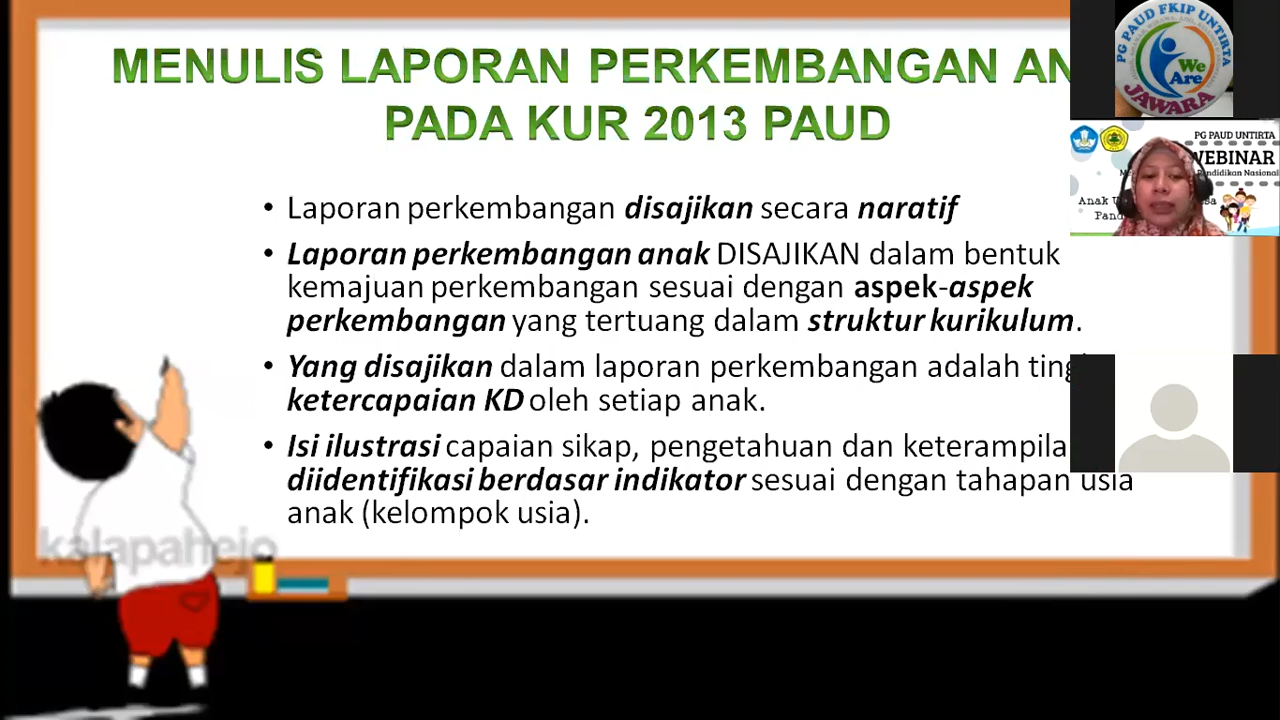 MENULIS LAPORAN PERKEMBANGAN
PADA KUR 2013 PAUD
• Laporan perkembangan disajikan secara naratif
• Laporan perkembangan anak DISAJIKAN dalam bentuk
kemajuan perkembangan sesuai dengan aspek-aspek
perkembangan yang tertuang dalam struktur kurikulum.
• Yang disajikan dalam laporan perkembangan adalah
ketercapaian KD oleh setiap anak.
• Isi ilustrasi capaian sikap, pengetahuan dan
diidentifikasi berdasar indikator sesuai dengan tahapan usia
anak (kelompok usia).
kalapahejo
PG PAUD FKIP UNTIRTA
We
Are
JAWARA
PG PAUD UNTIRTA
WEBINAR
Pendidikan Nasional
Anak